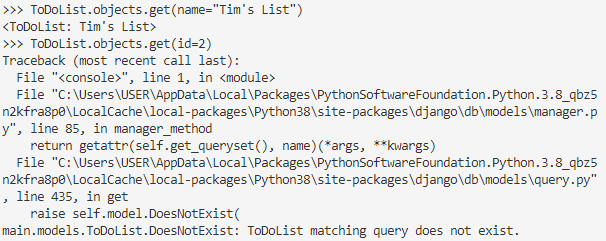 >>> ToDoList.objects.get(name="Tim's List")
<ToDoList: Tim's List>
>>> ToDoList.objects.get(id=2)
Traceback (most recent call last):
  File "<console>", line 1, in <module>
  File "C:\Users\USER\AppData\Local\Packages\PythonSoftwareFoundation.Python.3.8_qbz5
n2kfra8p0\LocalCache\local-packages\Python38\site-packages\django\db\models\manager.p
y", line 85, in manager_method
    return getattr(self.get_queryset(), name)(*args, **kwargs)
  File "C:\Users\USER\AppData\Local\Packages\PythonSoftwareFoundation.Python.3.8_qbz5
n2kfra8p0\LocalCache\local-packages\Python38\site-packages\django\db\models\query.py"
, line 435, in get
    raise self.model.DoesNotExist(
main.models.ToDoList.DoesNotExist: ToDoList matching query does not exist.